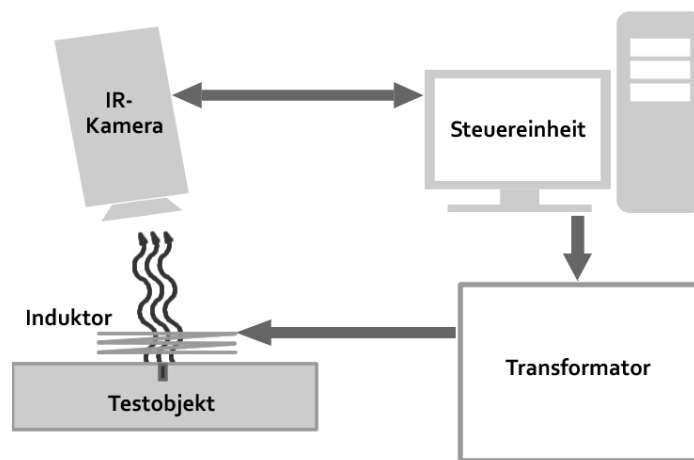 IR-
Kamera
Steuereinheit
Induktor
Transformator
Testobjekt